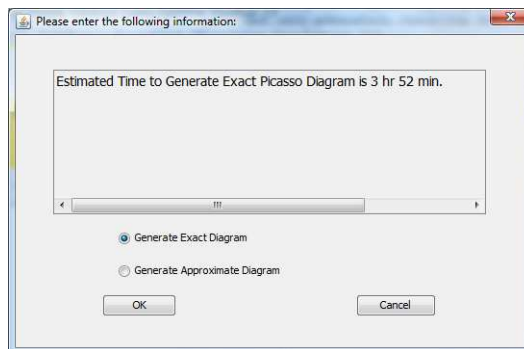 Please enter the following information:
Estimated Time to Generate Exact Picasso Diagram is 3 hr 52 min.
Generate Exact Diagram
Generate Approximate Diagram
OK
Cancel